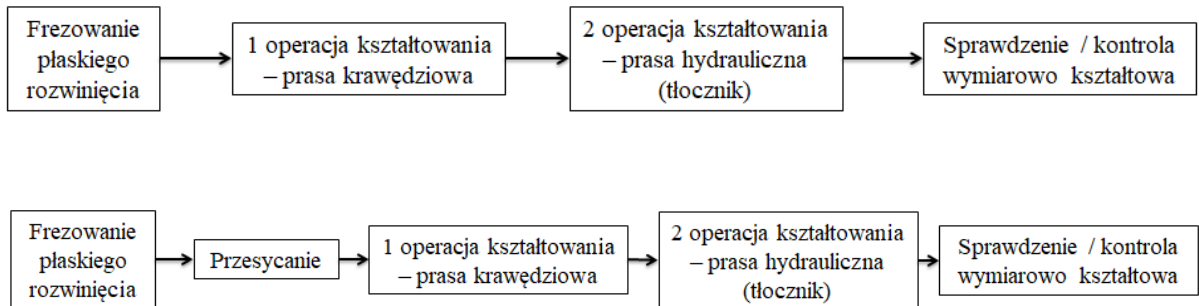 Frezowanie
płaskiego
rozwinięcia
1 operacja kształtowania
– prasa krawędziowa
2 operacja kształtowania
– prasa hydrauliczna
(tłocznik)
Sprawdzenie / kontrola
wymiarowo kształtowa
Frezowanie
płaskiego
rozwinięcia
Przesycanie
1 operacja kształtowania
– prasa krawędziowa
2 operacja kształtowania
– prasa hydrauliczna
(tłocznik)
Sprawdzenie / kontrola
wymiarowo kształtowa